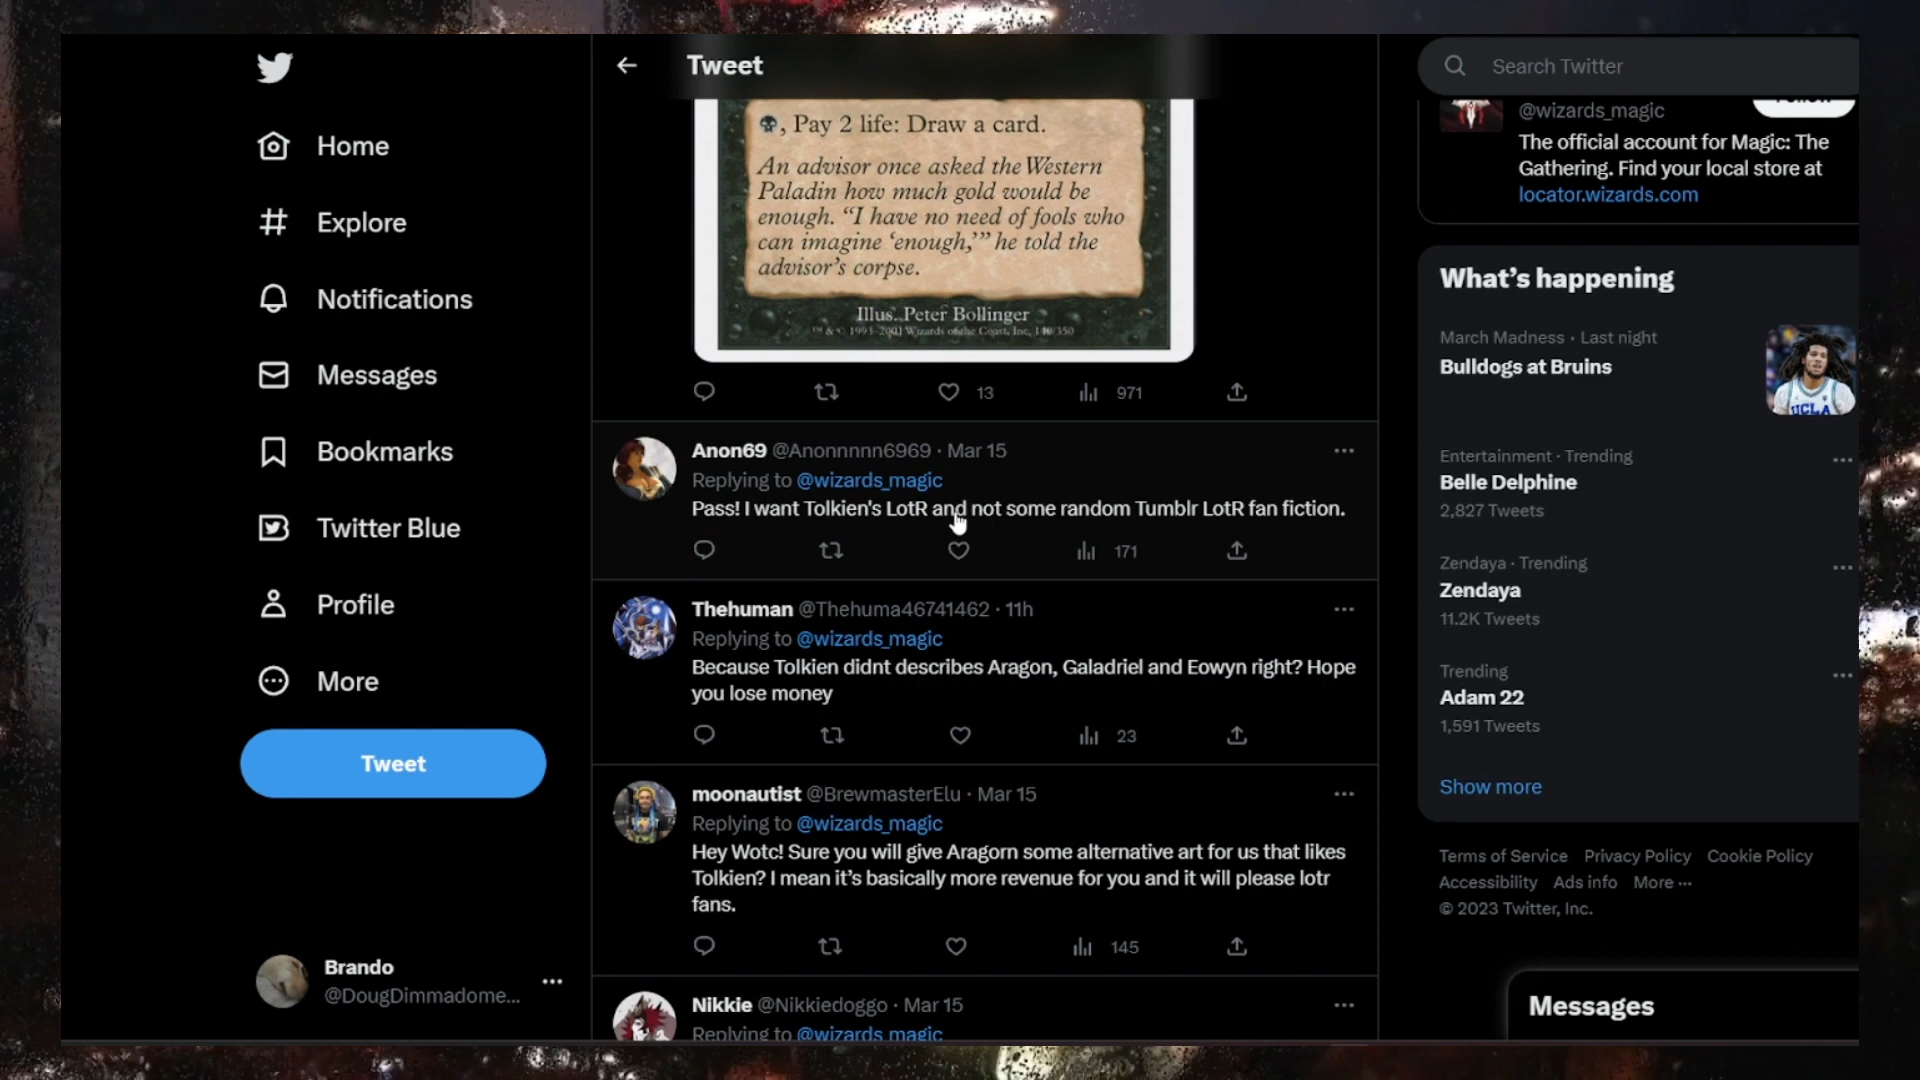 Home
Explore
Notifications
Messages
Bookmarks
Twitter Blue
Profile
More
Tweet
Brando
@DougDimmadome...
Tweet
, Pay 2 life: Draw a card.
An advisor once asked the Western
Paladin how much gold would be
enough. “I have no need of fools who
can imagine ‘enough,’” he told the
advisor’s corpse.
Illus. Peter Bollinger
™ & © 1993-2001 Wizards of the Coast, Inc. 140/350
13
971
Anon69 @Anonnnnn6969 · Mar 15
Replying to @wizards_magic
Pass! I want Tolkien's LotR and not some random Tumblr LotR fan fiction.
171
Thehuman @Thehuma46741462 · 11h
Replying to @wizards_magic
Because Tolkien didnt describes Aragon, Galadriel and Eowyn right? Hope
you lose money
23
moonautist @BrewmasterElu · Mar 15
Replying to @wizards_magic
Hey Wotc! Sure you will give Aragorn some alternative art for us that likes
Tolkien? I mean it’s basically more revenue for you and it will please lotr
fans.
145
Nikkie @Nikkiedoggo · Mar 15
Replying to @wizards_magic
Search Twitter
@wizards_magic
The official account for Magic: The
Gathering. Find your local store at
locator.wizards.com
What’s happening
March Madness · Last night
Bulldogs at Bruins
UCLA
Entertainment · Trending
Belle Delphine
2,827 Tweets
Zendaya · Trending
Zendaya
11.2K Tweets
Trending
Adam 22
1,591 Tweets
Show more
Terms of Service Privacy Policy Cookie Policy
Accessibility Ads info More ···
© 2023 Twitter, Inc.
Messages